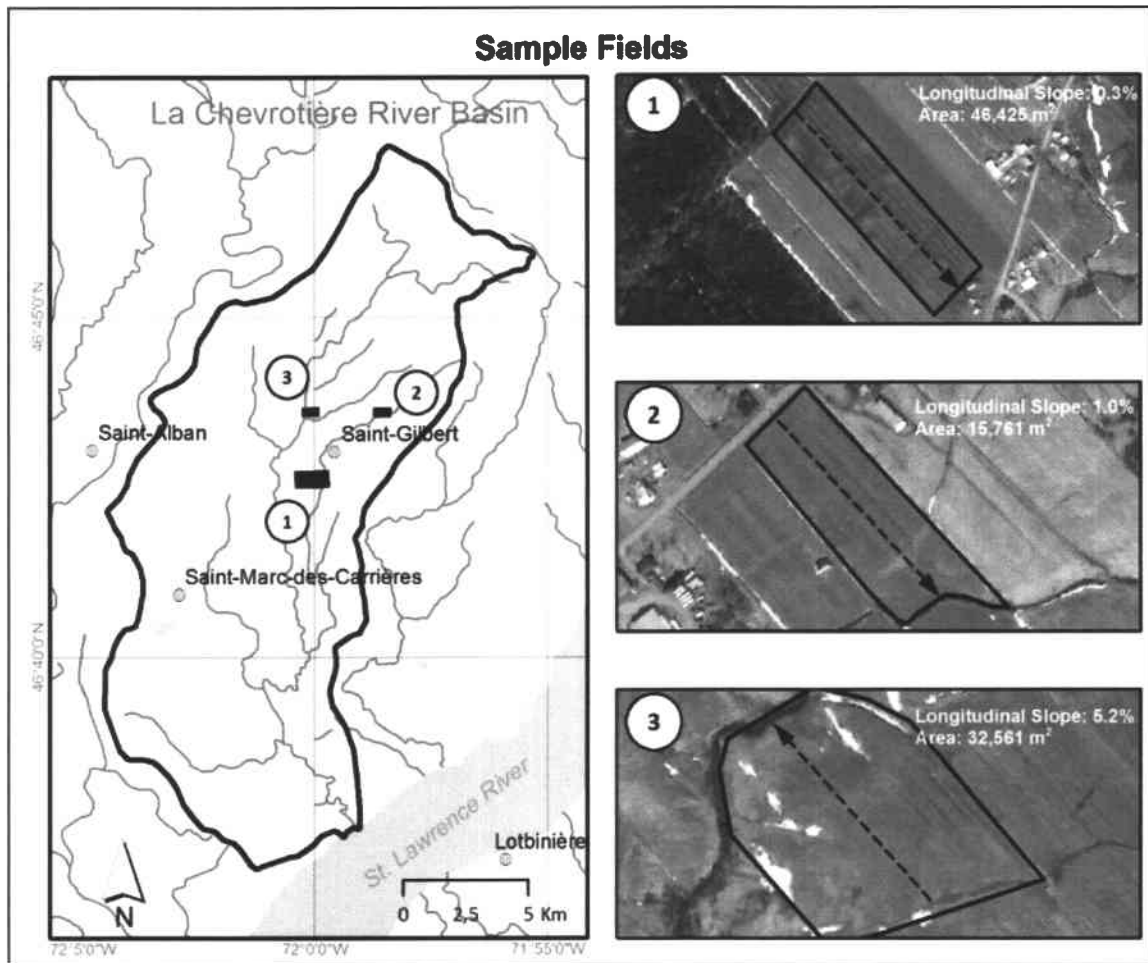 Sample Fields
La Chevrotière River Basin
46°45'0"N
46°40'0"N
3
2
Saint-Alban
Saint-Gilbert
1
Saint-Marc-des-Carrières
St. Lawrence River
Lotbinière
N
0 2,5 5 Km
72°5'0"W 72°0'0"W 71°55'0"W
1
Longitudinal Slope: 0.3%
Area: 46,425 m²
2
Longitudinal Slope: 1.0%
Area: 15,761 m²
3
Longitudinal Slope: 5.2%
Area: 32,561 m²